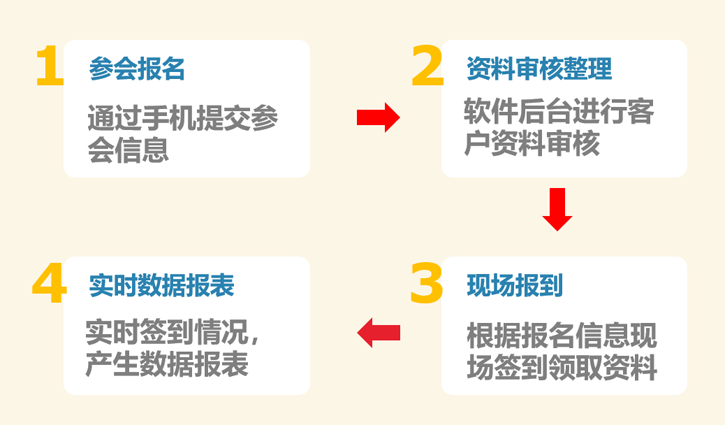 1
参会报名
通过手机提交参
会信息
2
资料审核整理
软件后台进行客
户资料审核
3
现场报到
根据报名信息现
场签到领取资料
4
实时数据报表
实时签到情况，
产生数据报表